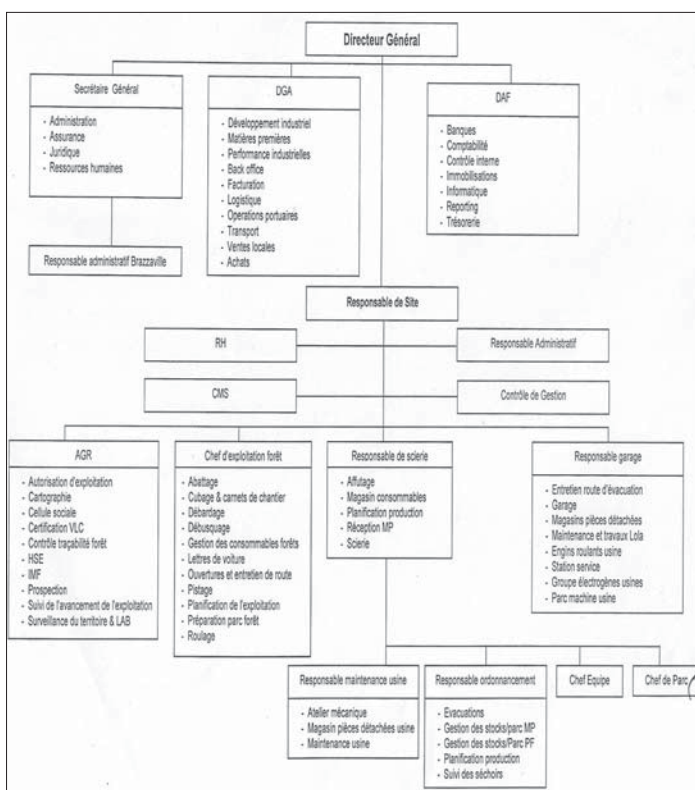 Directeur Général
Secrétaire Général
- Administration
- Assurance
- Juridique
- Ressources humaines
Responsable administratif Brazzaville
DGA
- Développement industriel
- Matières premières
- Performance industrielles
- Back office
- Facturation
- Logistique
- Operations portuaires
- Transport
- Ventes locales
- Achats
DAF
- Banques
- Comptabilité
- Contrôle interne
- Immobilisations
- Informatique
- Reporting
- Trésorerie
Responsable de Site
RH
Responsable Administratif
CMS
Contrôle de Gestion
AGR
- Autorisation d'exploitation
- Cartographie
- Cellule sociale
- Certification VLC
- Contrôle traçabilité forêt
- HSE
- IMF
- Prospection
- Suivi de l'avancement de l'exploitation
- Surveillance du territoire & LAB
Chef d'exploitation forêt
- Abattage
- Cubage & carnets de chantier
- Débardage
- Débusquage
- Gestion des consommables forêts
- Lettres de voiture
- Ouvertures et entretien de route
- Pistage
- Planification de l'exploitation
- Préparation parc forêt
- Roulage
Responsable de scierie
- Affutage
- Magasin consommables
- Planification production
- Réception MP
- Scierie
Responsable garage
- Entretien route d'évacuation
- Garage
- Magasins pièces détachées
- Maintenance et travaux Lola
- Engins roulants usine
- Station service
- Groupe électrogènes usines
- Parc machine usine
Responsable maintenance usine
- Atelier mécanique
- Magasin pièces détachées usine
- Maintenance usine
Responsable ordonnancement
- Evacuations
- Gestion des stocks/parc MP
- Gestion des stocks/Parc PF
- Planification production
- Suivi des séchoirs
Chef Equipe
Chef de Parc